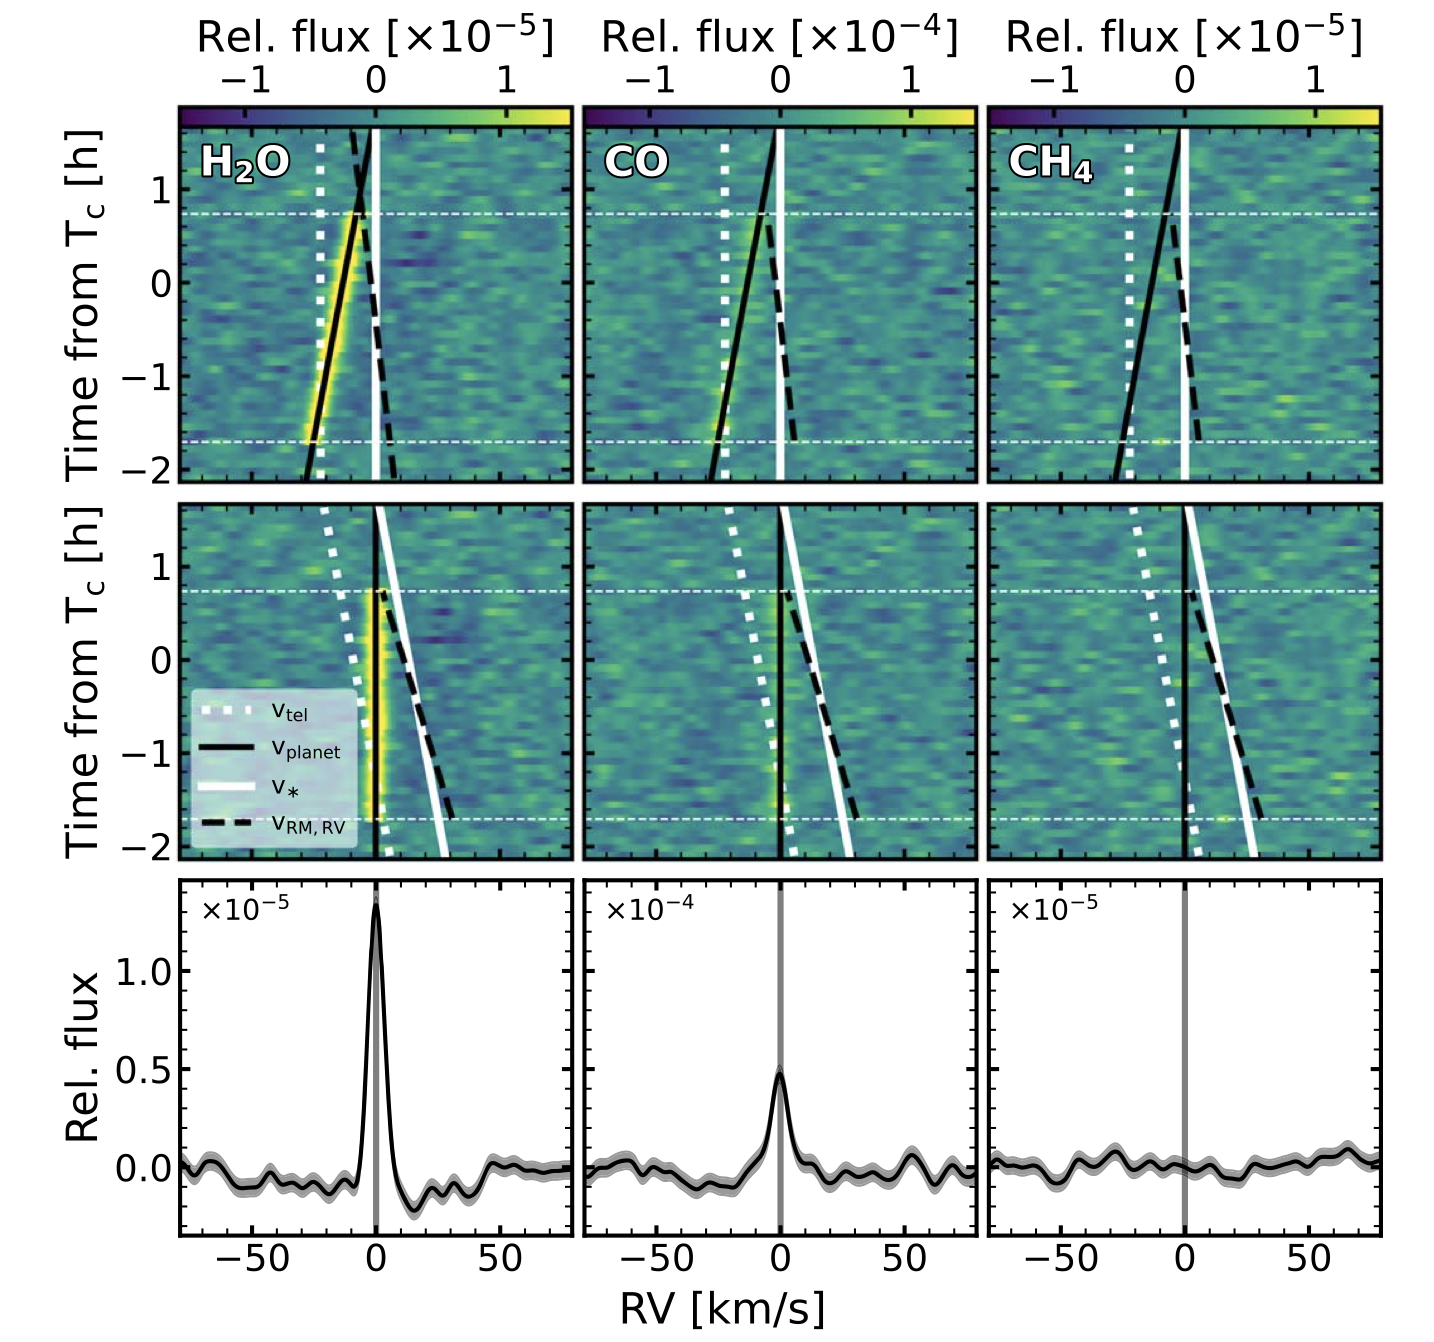 Rel. flux [×10⁻⁵] Rel. flux [×10⁻⁴] Rel. flux [×10⁻⁵]
−1 0 1 −1 0 1 −1 0 1
H₂O CO CH₄
Time from T_c [h]
1
0
−1
−2
Time from T_c [h]
1
0
−1
−2
v_tel
v_planet
v_*
v_RM, RV
×10⁻⁵ ×10⁻⁴ ×10⁻⁵
Rel. flux
1.0
0.5
0.0
−50 0 50 −50 0 50 −50 0 50
RV [km/s]